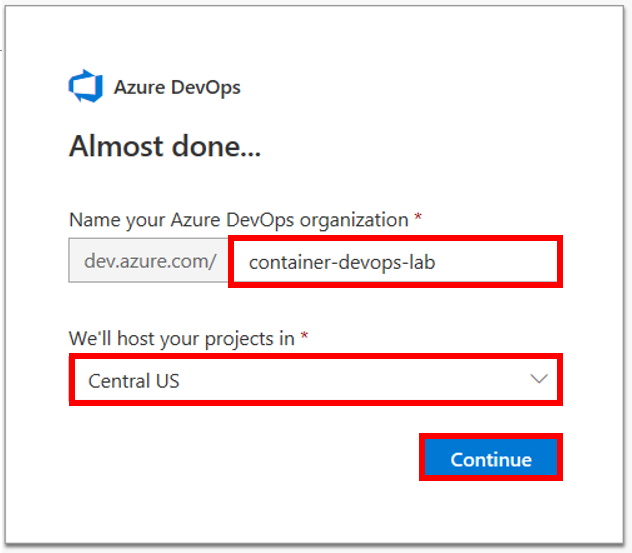 Azure DevOps
Almost done...
Name your Azure DevOps organization *
dev.azure.com/ container-devops-lab
We'll host your projects in *
Central US
Continue